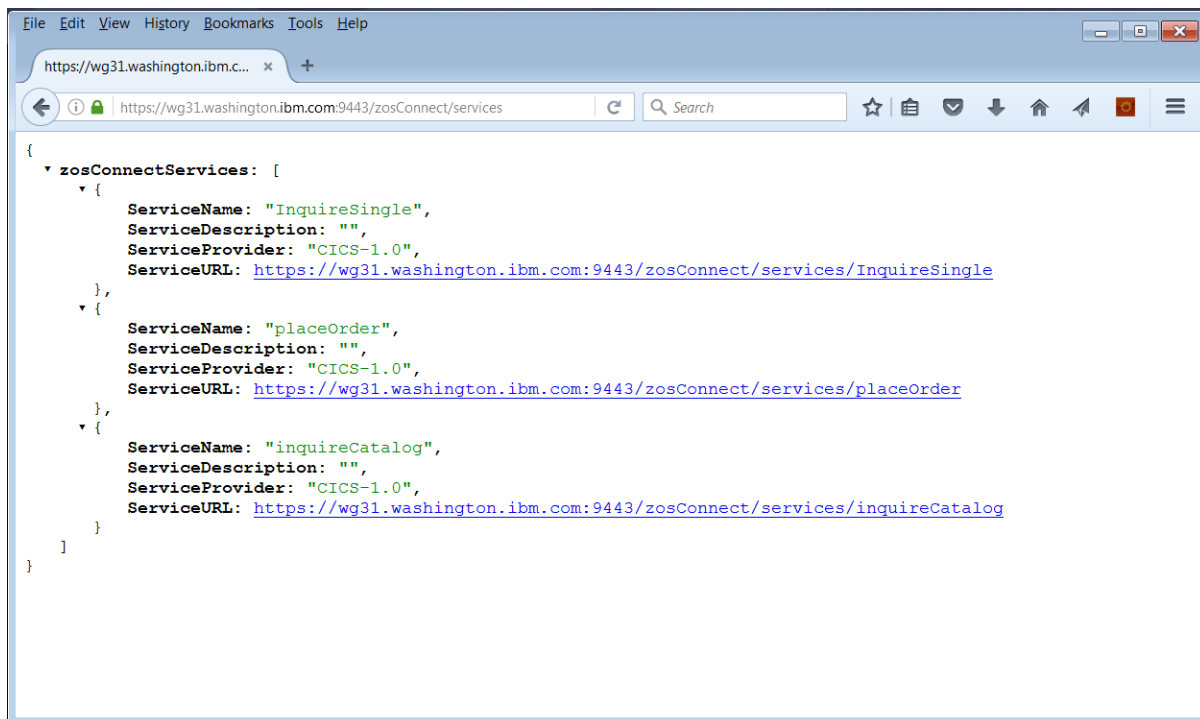 File Edit View History Bookmarks Tools Help
https://wg31.washington.ibm.c... × +
https://wg31.washington.ibm.com:9443/zosConnect/services Search
{
▼ zosConnectServices: [
▼ {
ServiceName: "InquireSingle",
ServiceDescription: "",
ServiceProvider: "CICS-1.0",
ServiceURL: https://wg31.washington.ibm.com:9443/zosConnect/services/InquireSingle
},
▼ {
ServiceName: "placeOrder",
ServiceDescription: "",
ServiceProvider: "CICS-1.0",
ServiceURL: https://wg31.washington.ibm.com:9443/zosConnect/services/placeOrder
},
▼ {
ServiceName: "inquireCatalog",
ServiceDescription: "",
ServiceProvider: "CICS-1.0",
ServiceURL: https://wg31.washington.ibm.com:9443/zosConnect/services/inquireCatalog
}
]
}